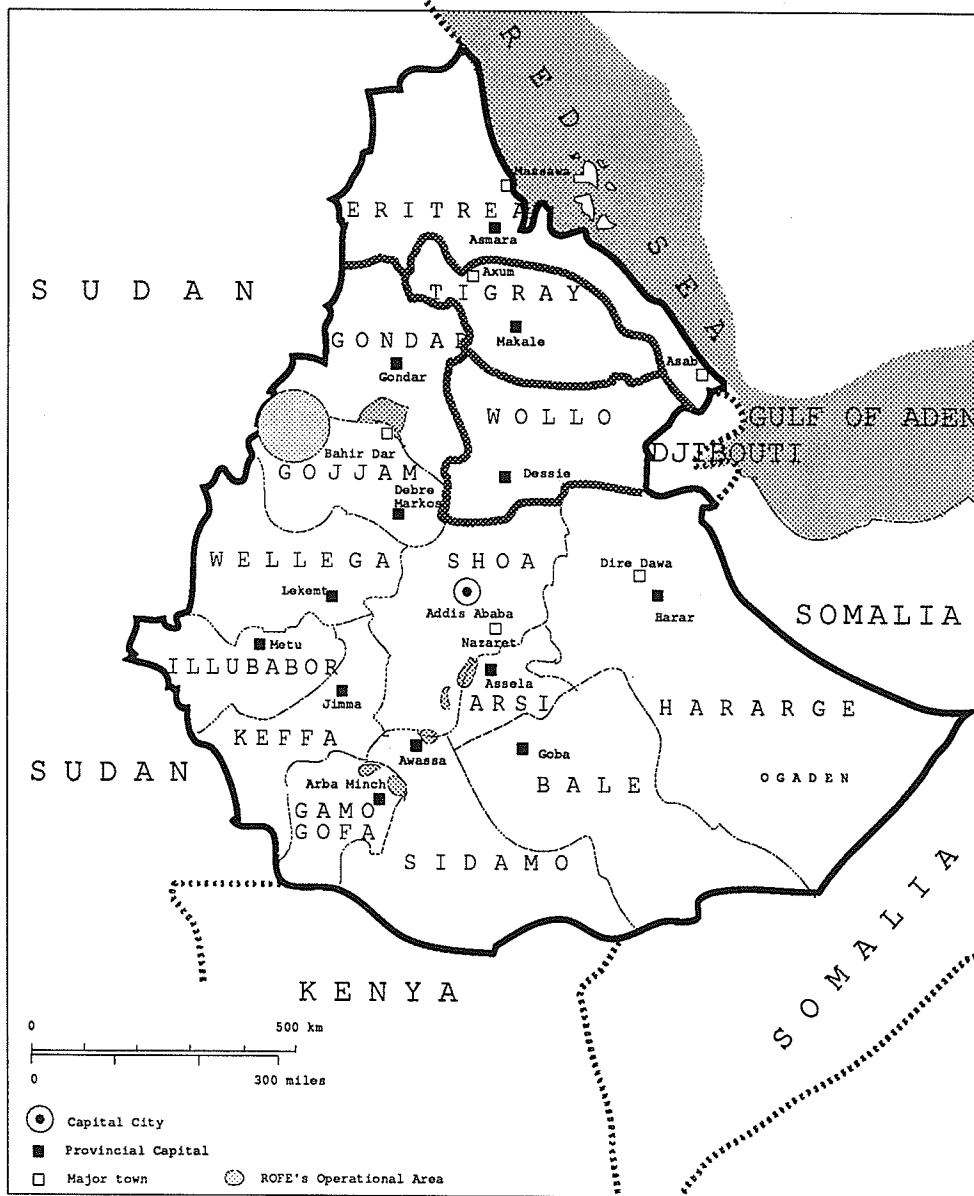 RED SEA
Massawa
ERITREA
Asmara
SUDAN
Axum
TIGRAY
GONDAR
Makale
Gondar
Asab
WOLLO
GULF OF ADEN
DJIBOUTI
Bahir Dar
GOJJAM
Dessie
Debre
Markos
WELLEGA
SHOA
Dire Dawa
Lekemt
Addis Ababa
Harar
SOMALIA
Nazaret
Metu
ILLUBABOR
Assela
Jimma
ARSI
HARARGE
KEFFA
Awassa
Goba
SUDAN
OGADEN
Arba Minch
BALE
GAMO
GOFA
SIDAMO
SOMALIA
KENYA
0 500 km
0 300 miles
Capital City
Provincial Capital
Major town ROFE's Operational Area